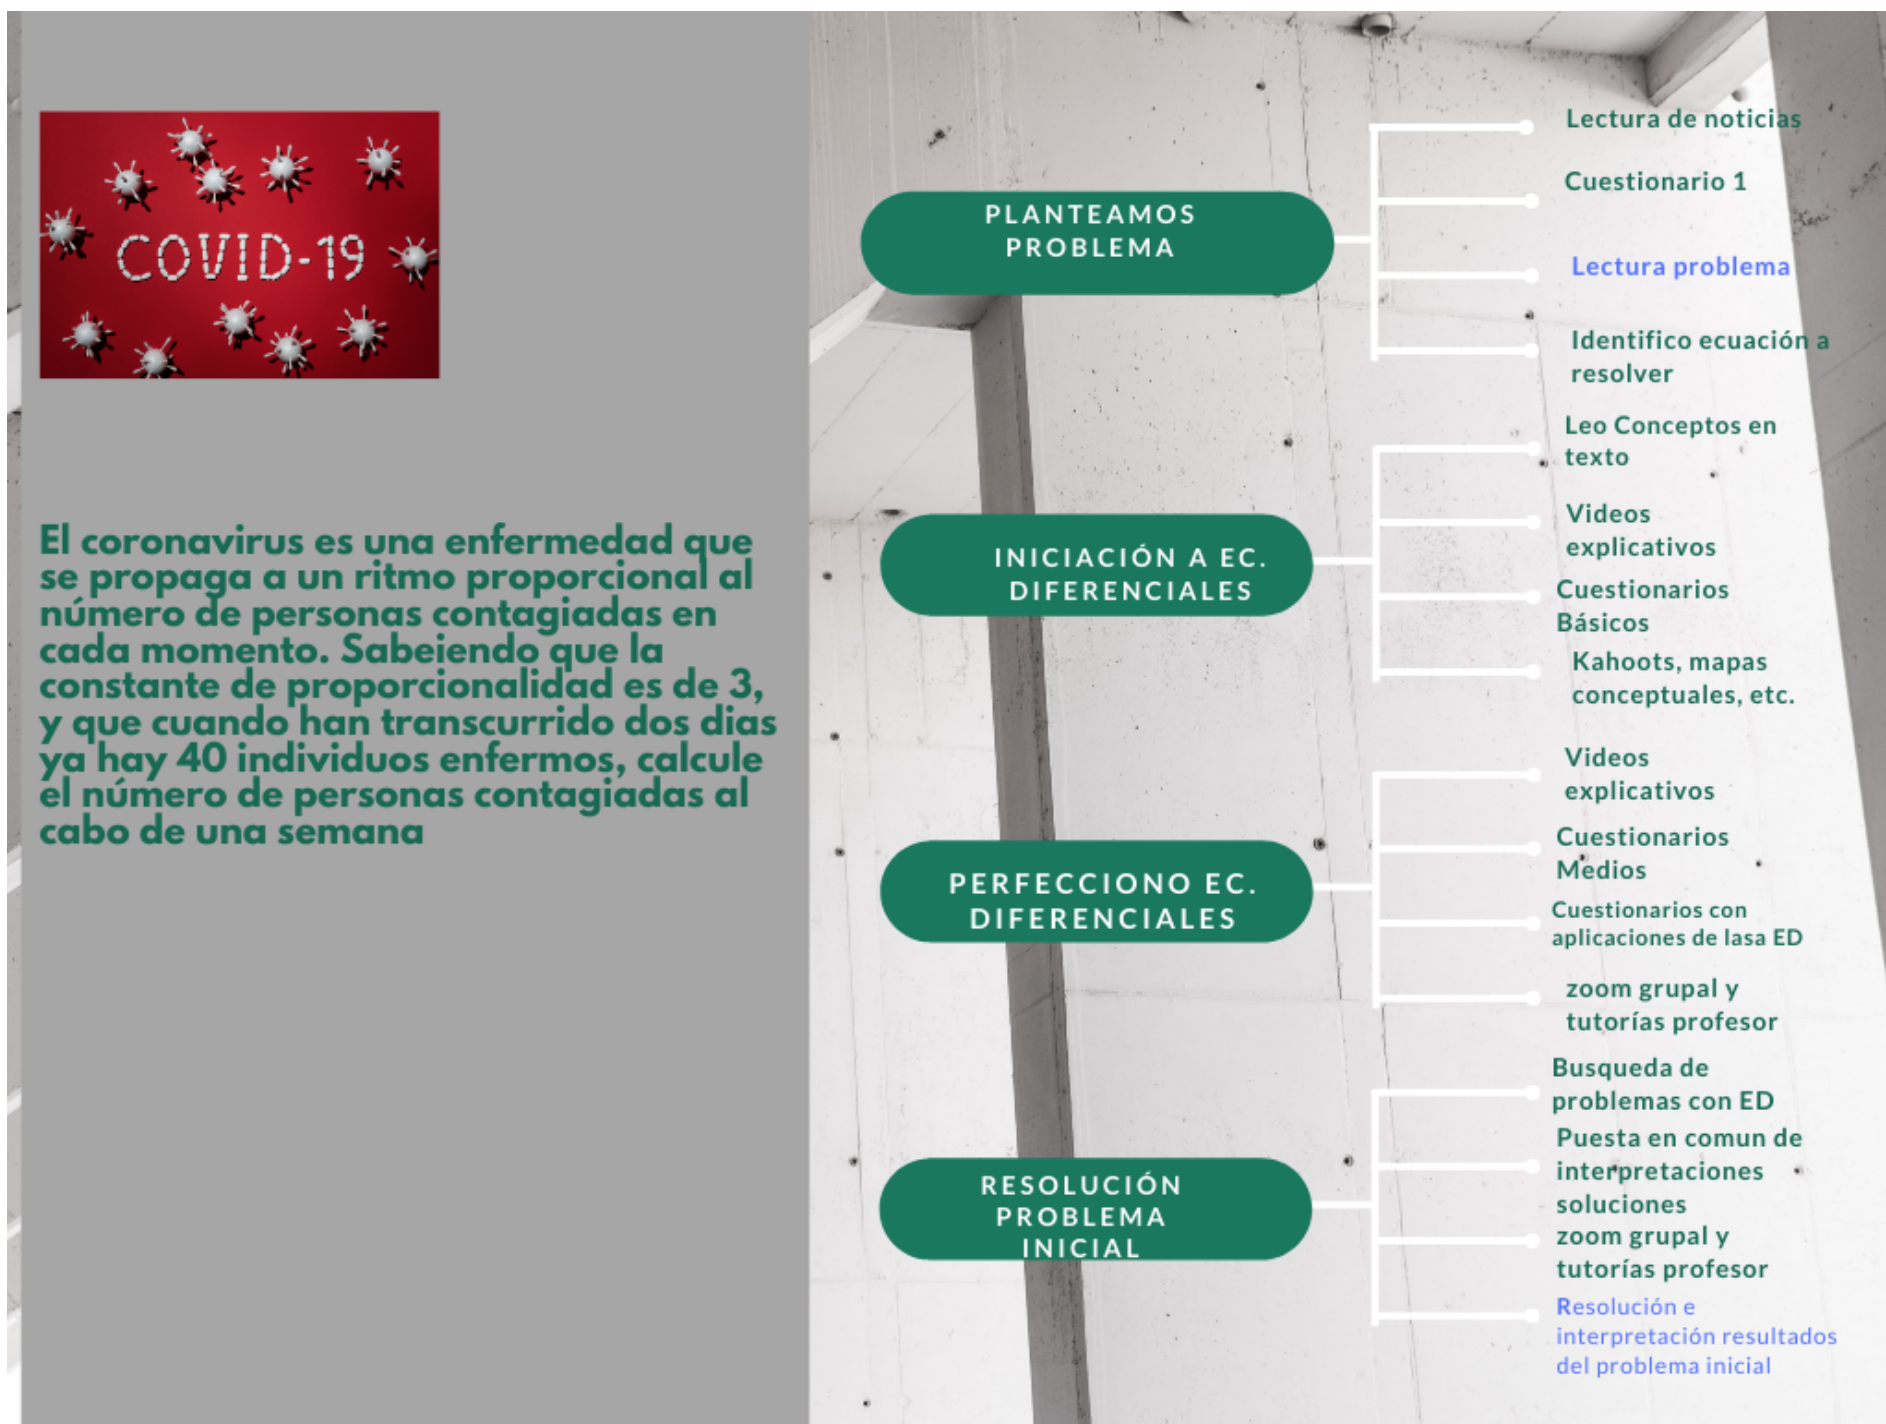 COVID-19
El coronavirus es una enfermedad que
se propaga a un ritmo proporcional al
número de personas contagiadas en
cada momento. Sabeiendo que la
constante de proporcionalidad es de 3,
y que cuando han transcurrido dos dias
ya hay 40 individuos enfermos, calcule
el número de personas contagiadas al
cabo de una semana
PLANTEAMOS
PROBLEMA
Lectura de noticias
Cuestionario 1
Lectura problema
Identifico ecuación a
resolver
INICIACIÓN A EC.
DIFERENCIALES
Leo Conceptos en
texto
Videos
explicativos
Cuestionarios
Básicos
Kahoots, mapas
conceptuales, etc.
PERFECCIONO EC.
DIFERENCIALES
Videos
explicativos
Cuestionarios
Medios
Cuestionarios con
aplicaciones de lasa ED
zoom grupal y
tutorías profesor
RESOLUCIÓN
PROBLEMA
INICIAL
Busqueda de
problemas con ED
Puesta en comun de
interpretaciones
soluciones
zoom grupal y
tutorías profesor
Resolución e
interpretación resultados
del problema inicial